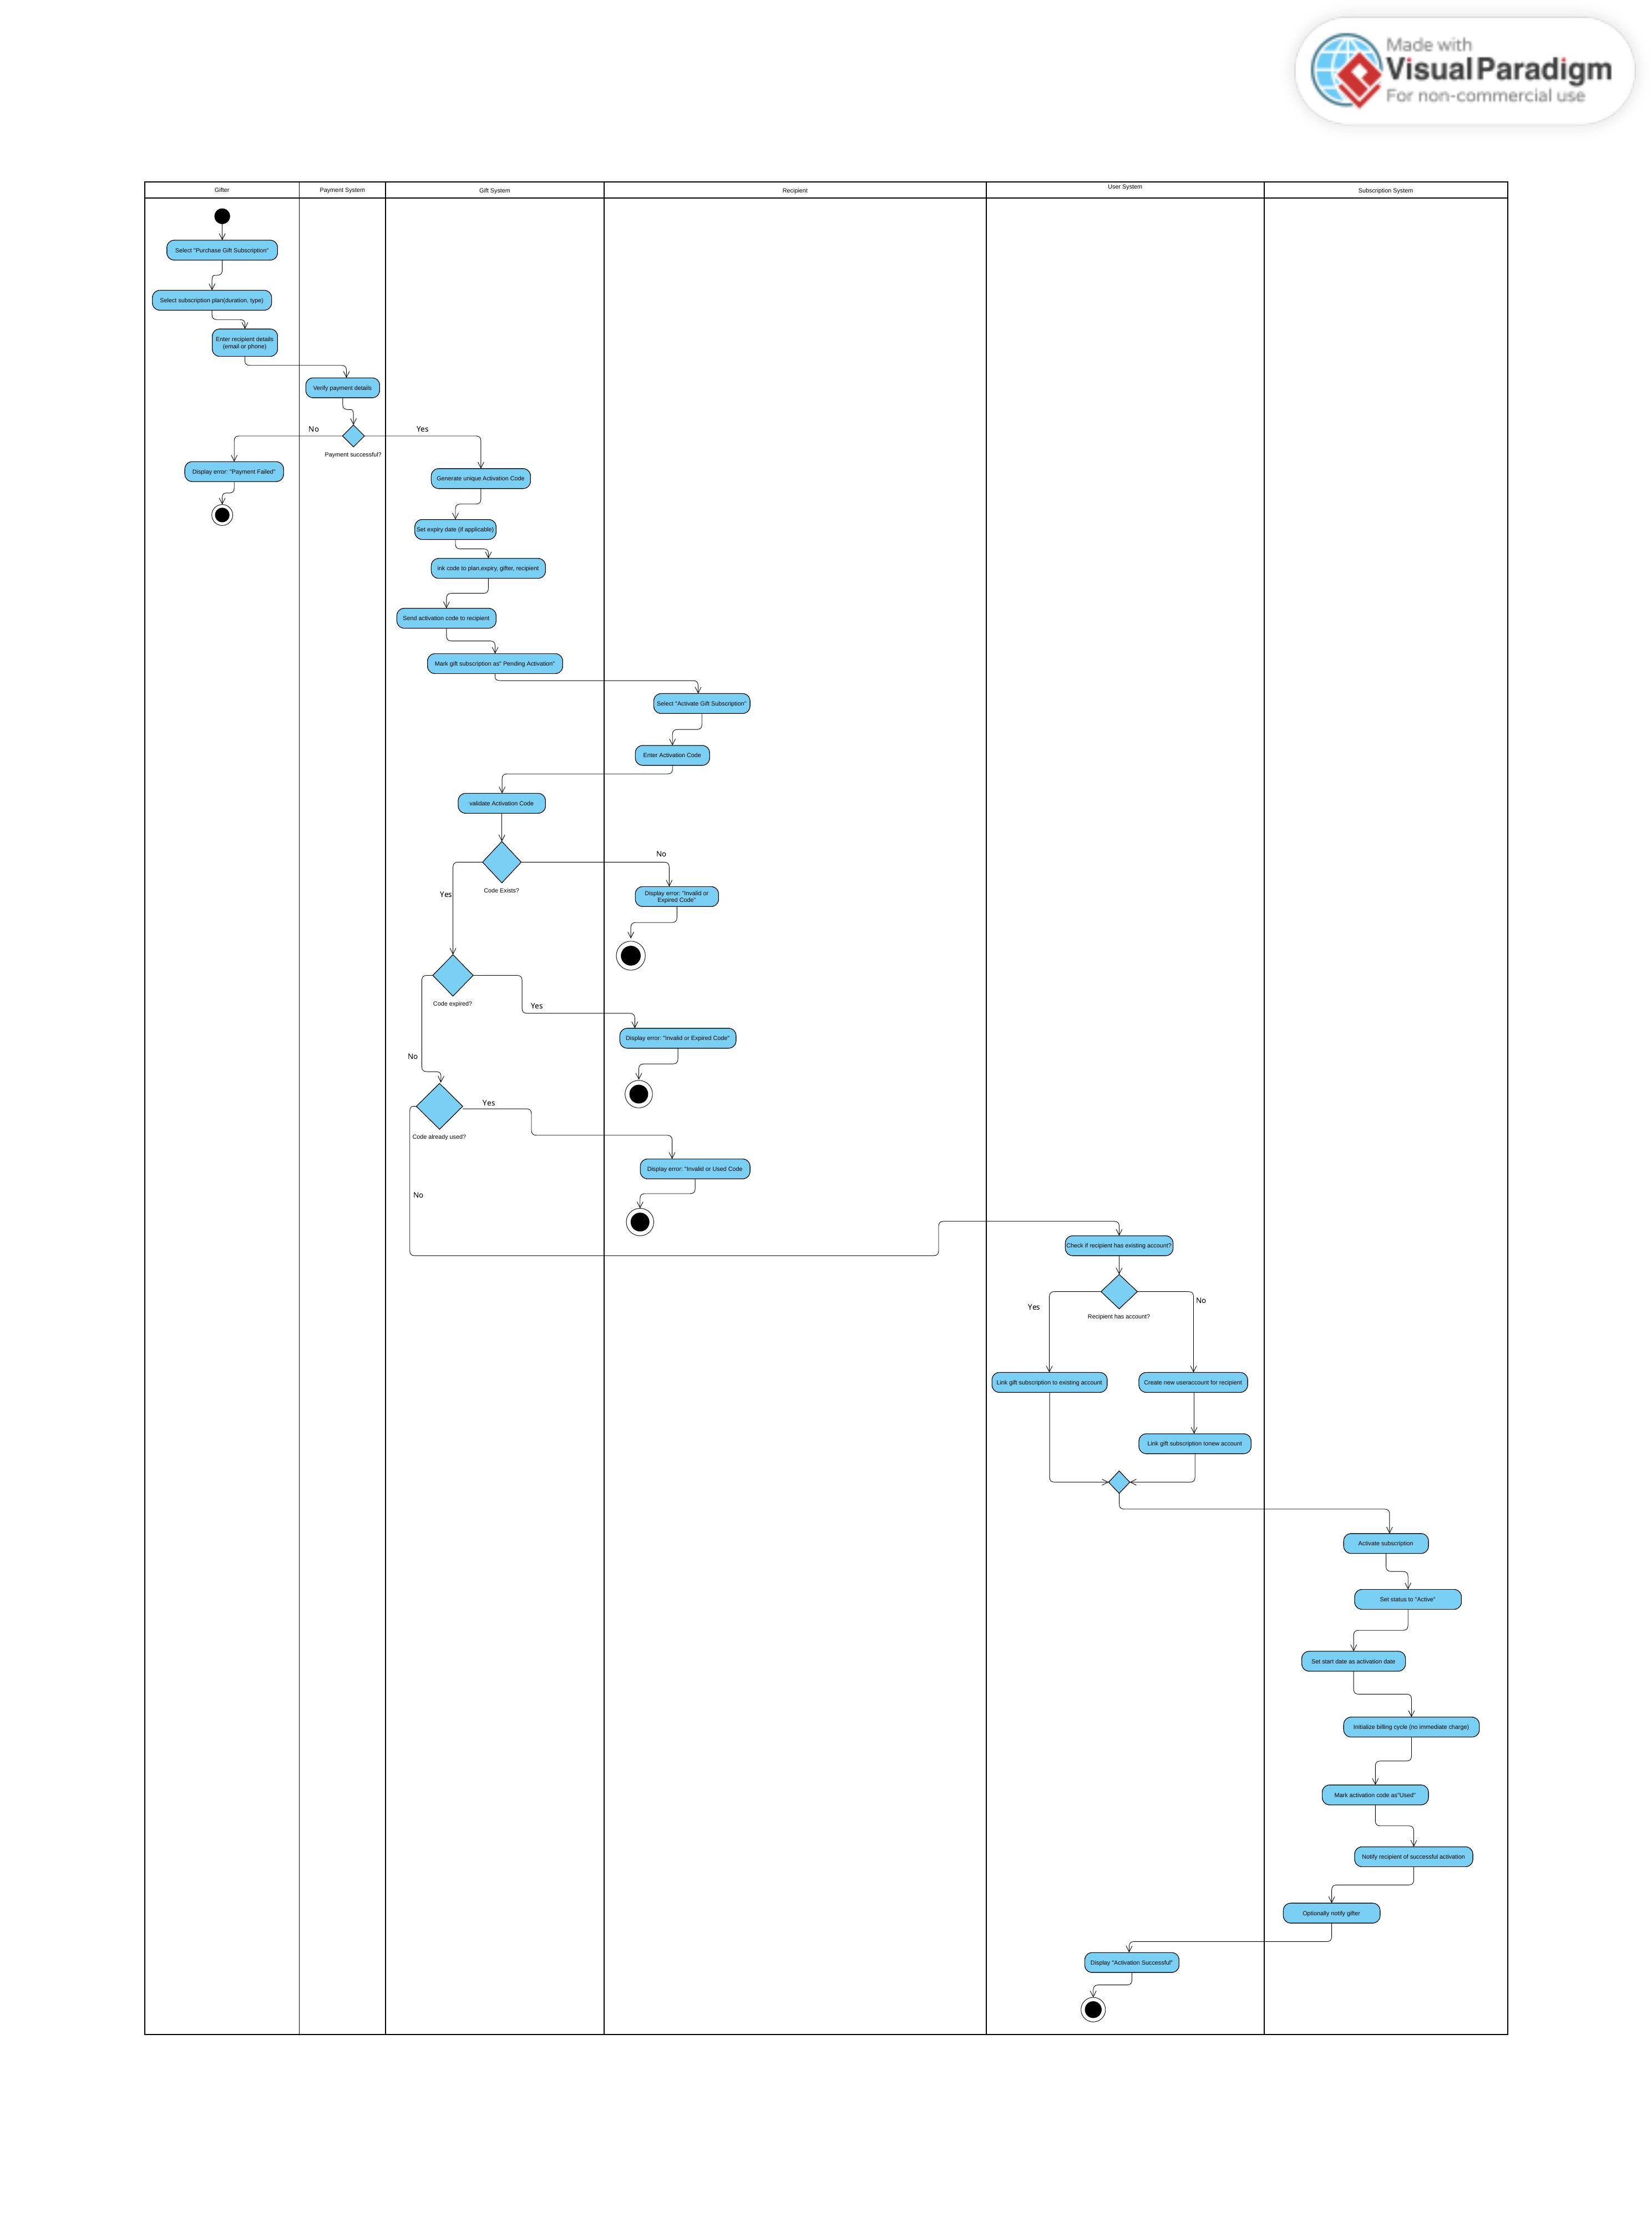 Made with
Visual Paradigm
For non-commercial use
Gifter
Payment System
Gift System
Recipient
User System
Subscription System
Select "Purchase Gift Subscription"
Select subscription plan(duration, type)
Enter recipient details
(email or phone)
Verify payment details
No
Yes
Payment successful?
Display error: "Payment Failed"
Generate unique Activation Code
Set expiry date (if applicable)
ink code to plan,expiry, gifter, recipient
Send activation code to recipient
Mark gift subscription as" Pending Activation"
Select "Activate Gift Subscription"
Enter Activation Code
validate Activation Code
No
Yes
Code Exists?
Display error: "Invalid or
Expired Code"
Code expired?
Yes
Display error: "Invalid or Expired Code"
No
Yes
Code already used?
Display error: "Invalid or Used Code
No
Check if recipient has existing account?
Yes
No
Recipient has account?
Link gift subscription to existing account
Create new useraccount for recipient
Link gift subscription tonew account
Activate subscription
Set status to "Active"
Set start date as activation date
Initialize billing cycle (no immediate charge)
Mark activation code as"Used"
Notify recipient of successful activation
Optionally notify gifter
Display "Activation Successful"